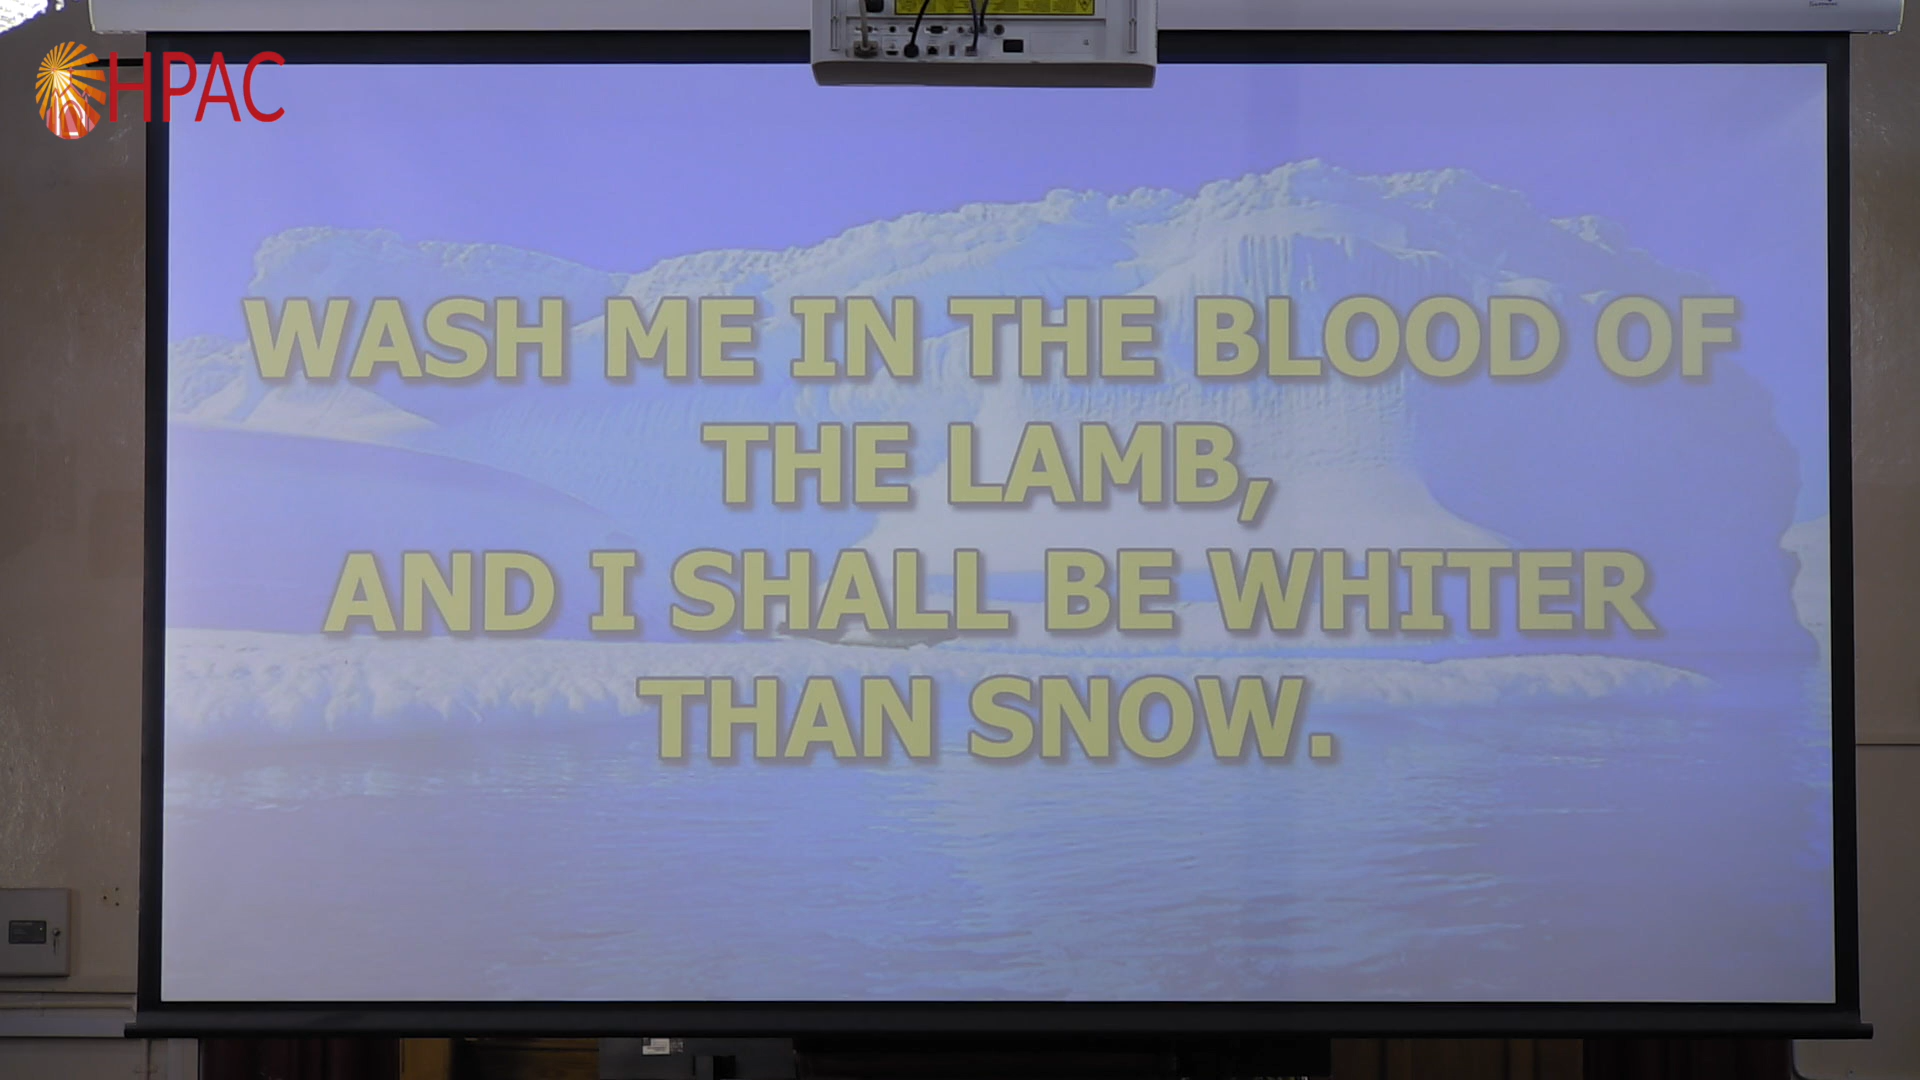 HPAC
WASH ME IN THE BLOOD OF
THE LAMB,
AND I SHALL BE WHITER
THAN SNOW.